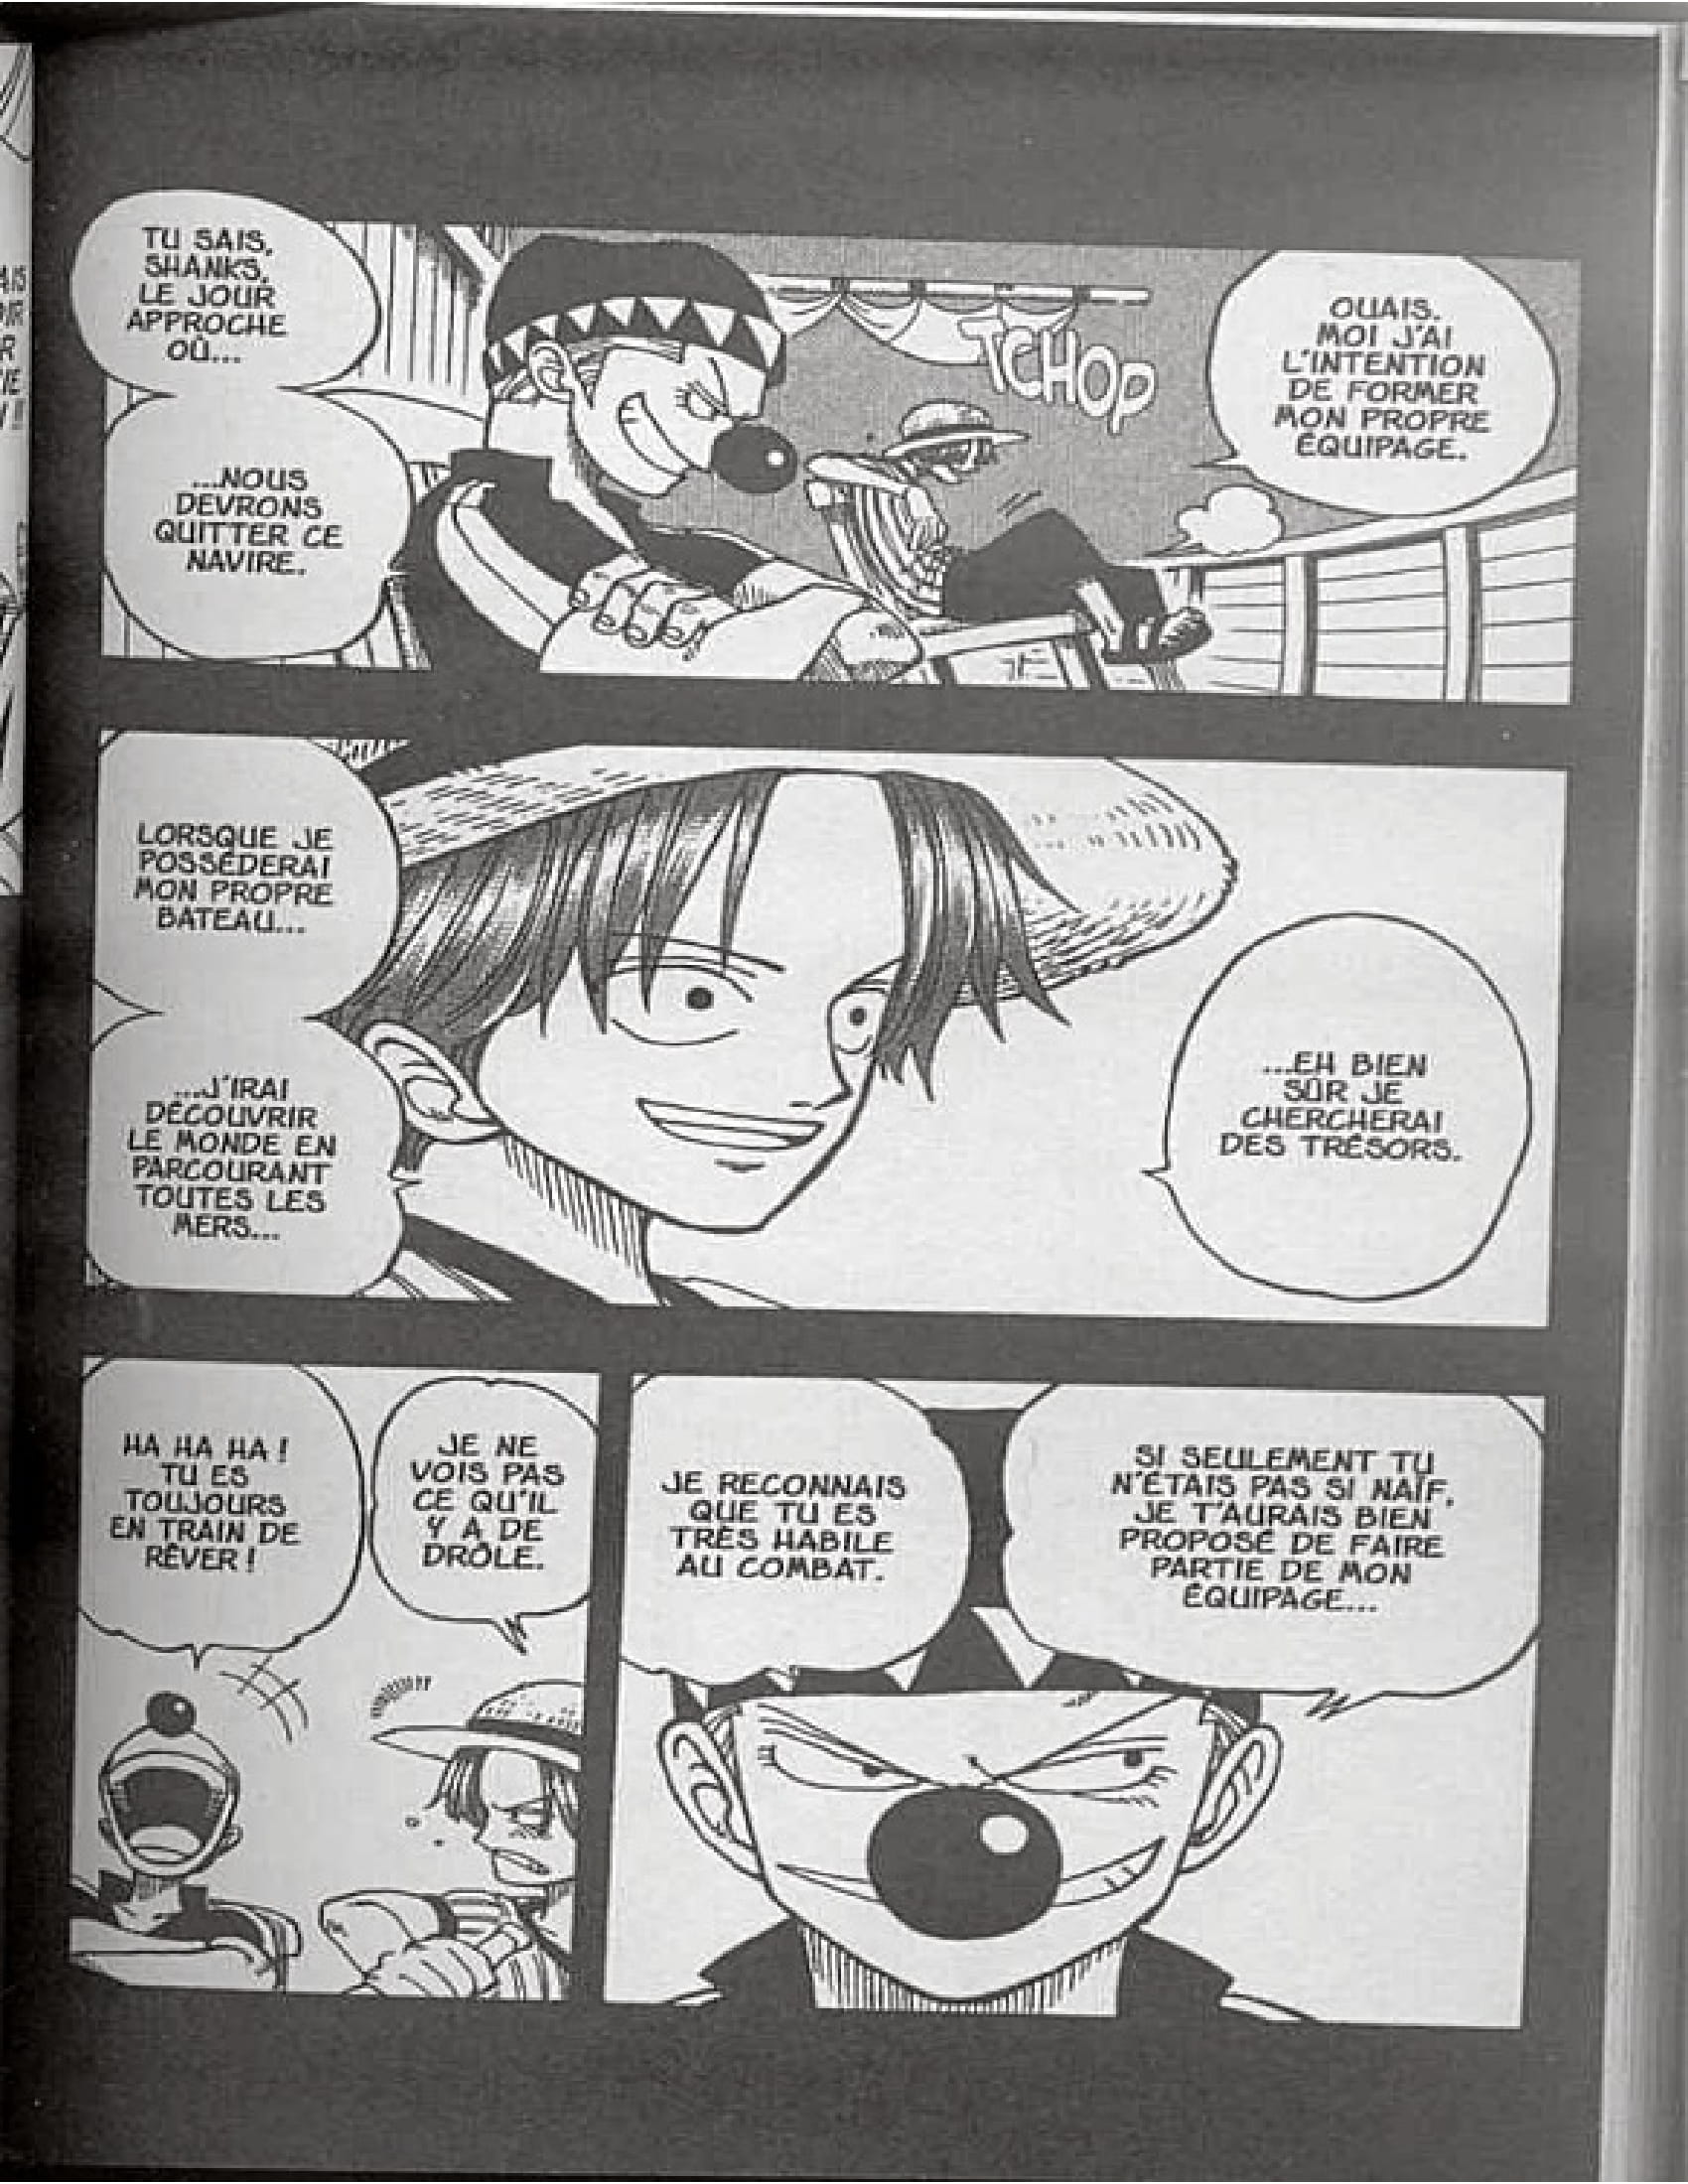 TU SAIS,
SHANKS,
LE JOUR
APPROCHE
OÙ...
...NOUS
DEVRONS
QUITTER CE
NAVIRE.
TCHOP
OUAIS.
MOI J'AI
L'INTENTION
DE FORMER
MON PROPRE
ÉQUIPAGE.
LORSQUE JE
POSSÉDERAI
MON PROPRE
BATEAU...
...J'IRAI
DÉCOUVRIR
LE MONDE EN
PARCOURANT
TOUTES LES
MERS...
...EH BIEN
SÛR JE
CHERCHERAI
DES TRÉSORS.
HA HA HA !
TU ES
TOUJOURS
EN TRAIN DE
RÊVER !
JE NE
VOIS PAS
CE QU'IL
Y A DE
DRÔLE.
JE RECONNAIS
QUE TU ES
TRÈS HABILE
AU COMBAT.
SI SEULEMENT TU
N'ÉTAIS PAS SI NAÏF,
JE T'AURAIS BIEN
PROPOSÉ DE FAIRE
PARTIE DE MON
ÉQUIPAGE...